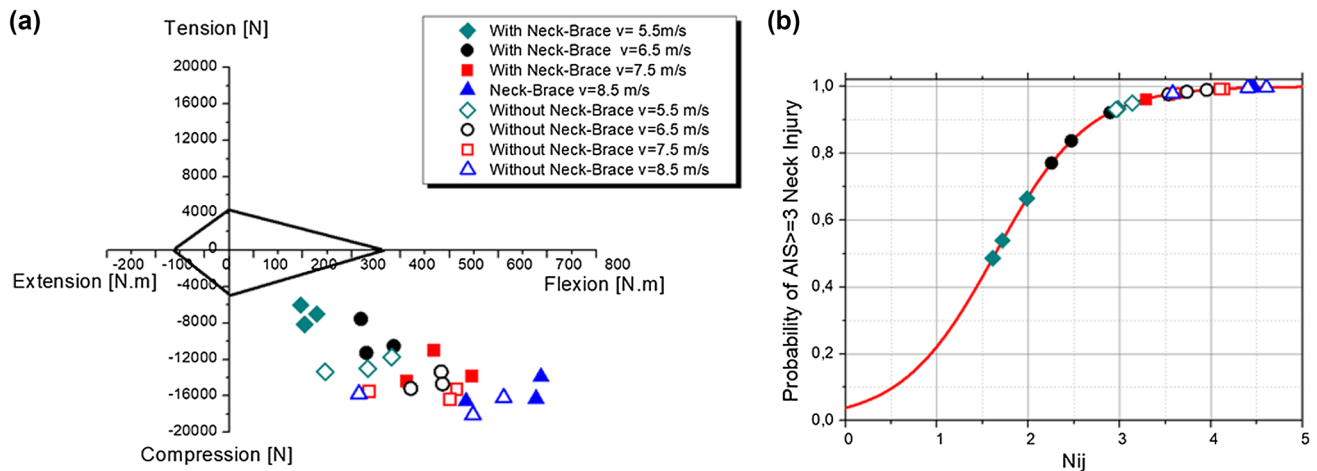 (a)
Tension [N]
20000
16000
12000
8000
4000
0
-4000
-8000
-12000
-16000
-20000
-200 -100 0 100 200 300 400 500 600 700 800
Extension [N.m]
Flexion [N.m]
Compression [N]
With Neck-Brace v= 5.5m/s
With Neck-Brace v=6.5 m/s
With Neck-Brace v=7.5 m/s
Neck-Brace v=8.5 m/s
Without Neck-Brace v=5.5 m/s
Without Neck-Brace v=6.5 m/s
Without Neck-Brace v=7.5 m/s
Without Neck-Brace v=8.5 m/s
(b)
Probability of AIS>=3 Neck Injury
1,0
0,8
0,6
0,4
0,2
0,0
0 1 2 3 4 5
Nij